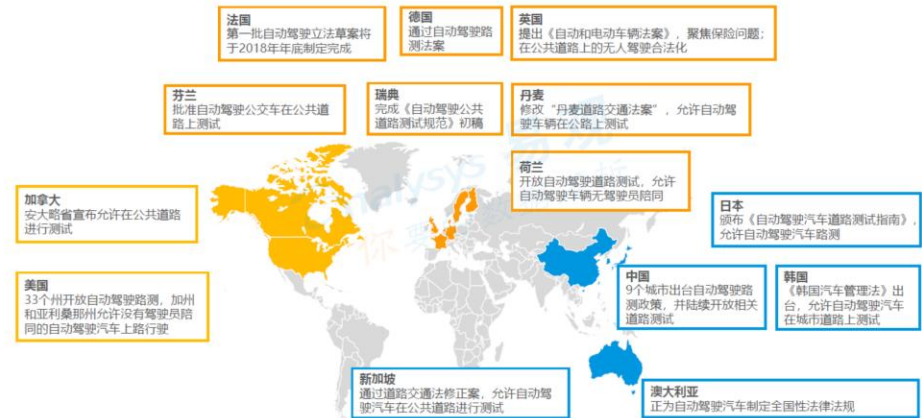 法国
第一批自动驾驶立法草案将
于2018年年底制定完成
德国
通过自动驾驶路
测法案
英国
提出《自动和电动车辆法案》，聚焦保险问题；
在公共道路上的无人驾驶合法化
芬兰
批准自动驾驶公交车在公共道
路上测试
瑞典
完成《自动驾驶公共
道路测试规范》初稿
丹麦
修改“丹麦道路交通法案”，允许自动驾
驶车辆在公路上测试
荷兰
开放自动驾驶道路测试，允许
自动驾驶车辆无驾驶员陪同
加拿大
安大略省宣布允许在公共道路
进行测试
日本
颁布《自动驾驶汽车道路测试指南》，
允许自动驾驶汽车路测
美国
33个州开放自动驾驶路测，加州
和亚利桑那州允许没有驾驶员陪
同的自动驾驶汽车上路行驶
中国
9个城市出台自动驾驶路
测政策，并陆续开放相关
道路测试
韩国
《韩国汽车管理法》出
台，允许自动驾驶汽车
在城市道路上测试
新加坡
通过道路交通法修正案，允许自动驾
驶汽车在公共道路进行测试
澳大利亚
正为自动驾驶汽车制定全国性法律法规